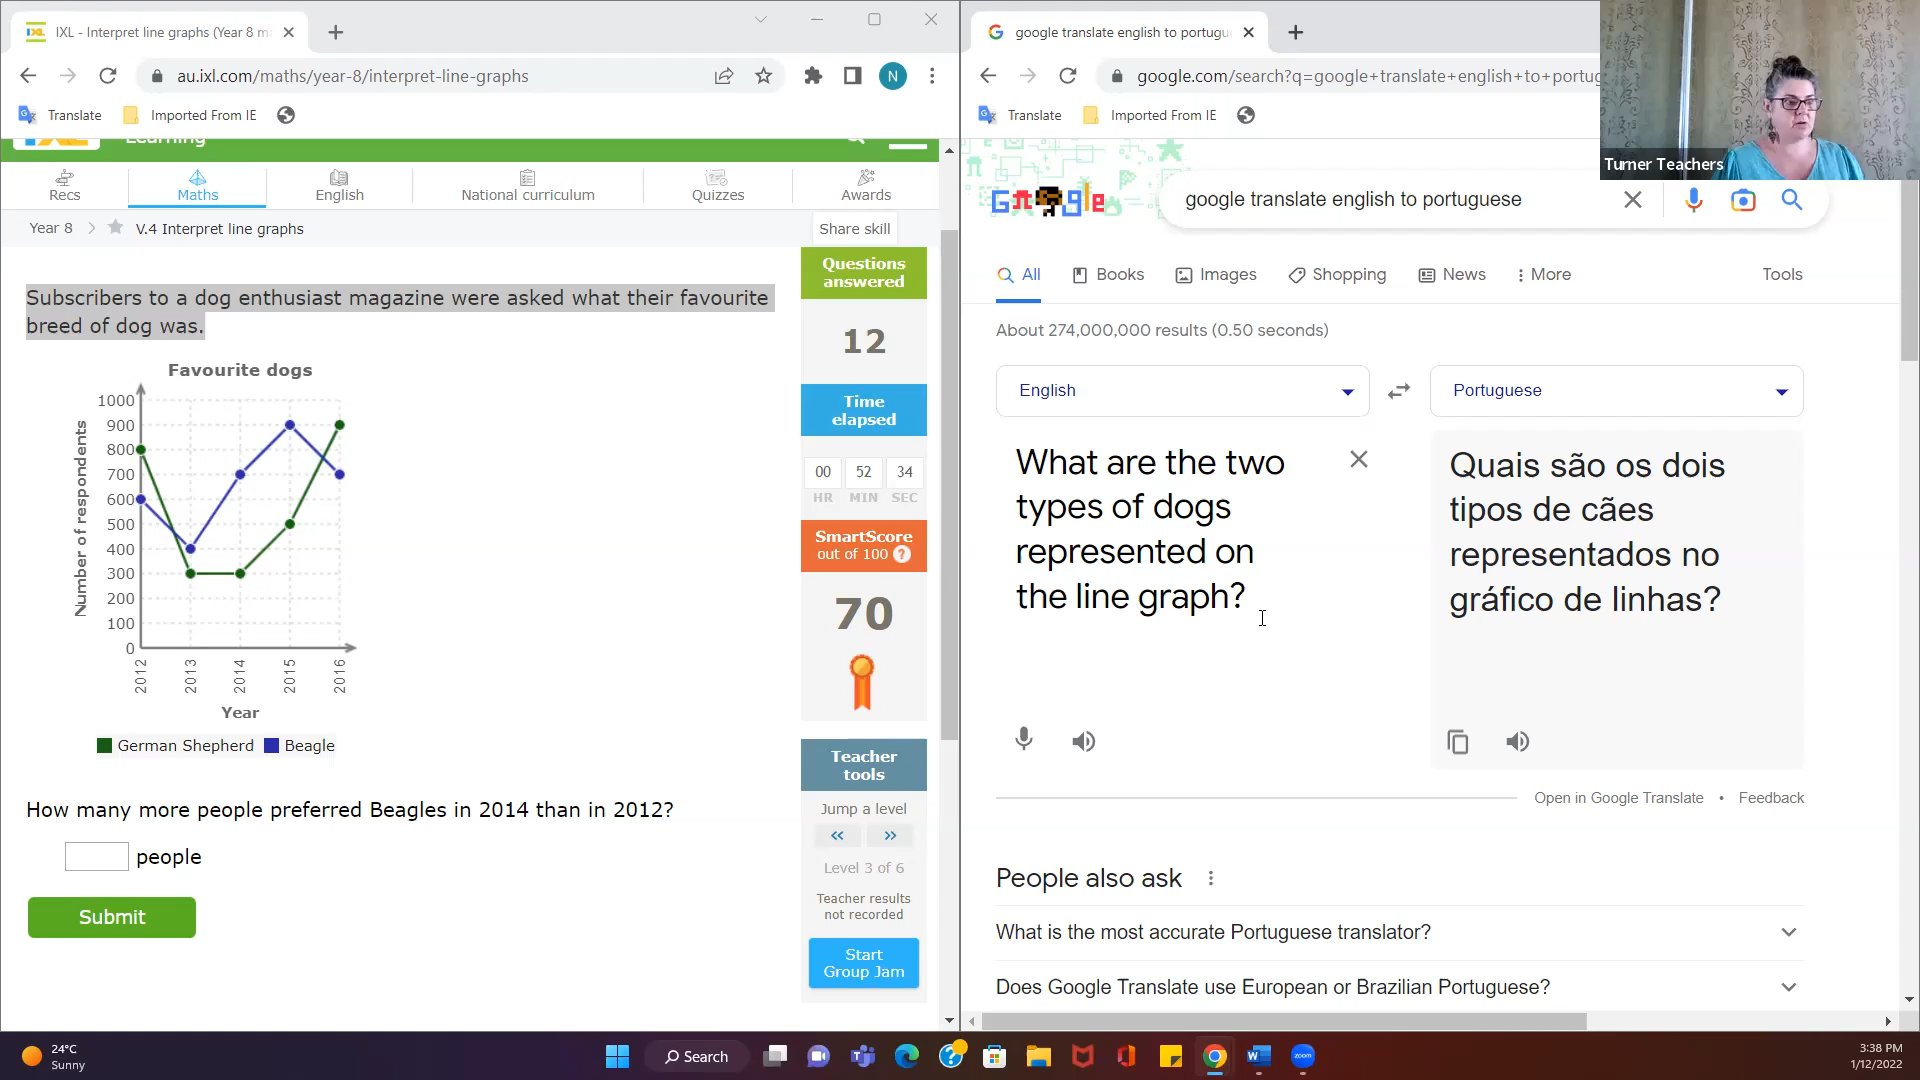 IXL - Interpret line graphs (Year 8 m
google translate english to portugu
au.ixl.com/maths/year-8/interpret-line-graphs
N
google.com/search?q=google+translate+english+to+portug
Translate
Imported From IE
Translate
Imported From IE
Learning
Turner Teachers
Recs
Maths
English
National curriculum
Quizzes
Awards
Year 8
V.4 Interpret line graphs
Share skill
Subscribers to a dog enthusiast magazine were asked what their favourite
breed of dog was.
Favourite dogs
Number of respondents
1000
900
800
700
600
500
400
300
200
100
0
2012
2013
2014
2015
2016
Year
German Shepherd
Beagle
How many more people preferred Beagles in 2014 than in 2012?
people
Submit
Questions
answered
12
Time
elapsed
00
52
34
HR
MIN
SEC
SmartScore
out of 100 ?
70
Teacher
tools
Jump a level
<<
>>
Level 3 of 6
Teacher results
not recorded
Start
Group Jam
google translate english to portuguese
All
Books
Images
Shopping
News
More
Tools
About 274,000,000 results (0.50 seconds)
English
Portuguese
What are the two
types of dogs
represented on
the line graph?
Quais são os dois
tipos de cães
representados no
gráfico de linhas?
Open in Google Translate • Feedback
People also ask
What is the most accurate Portuguese translator?
Does Google Translate use European or Brazilian Portuguese?
24°C
Sunny
Search
zoom
3:38 PM
1/12/2022